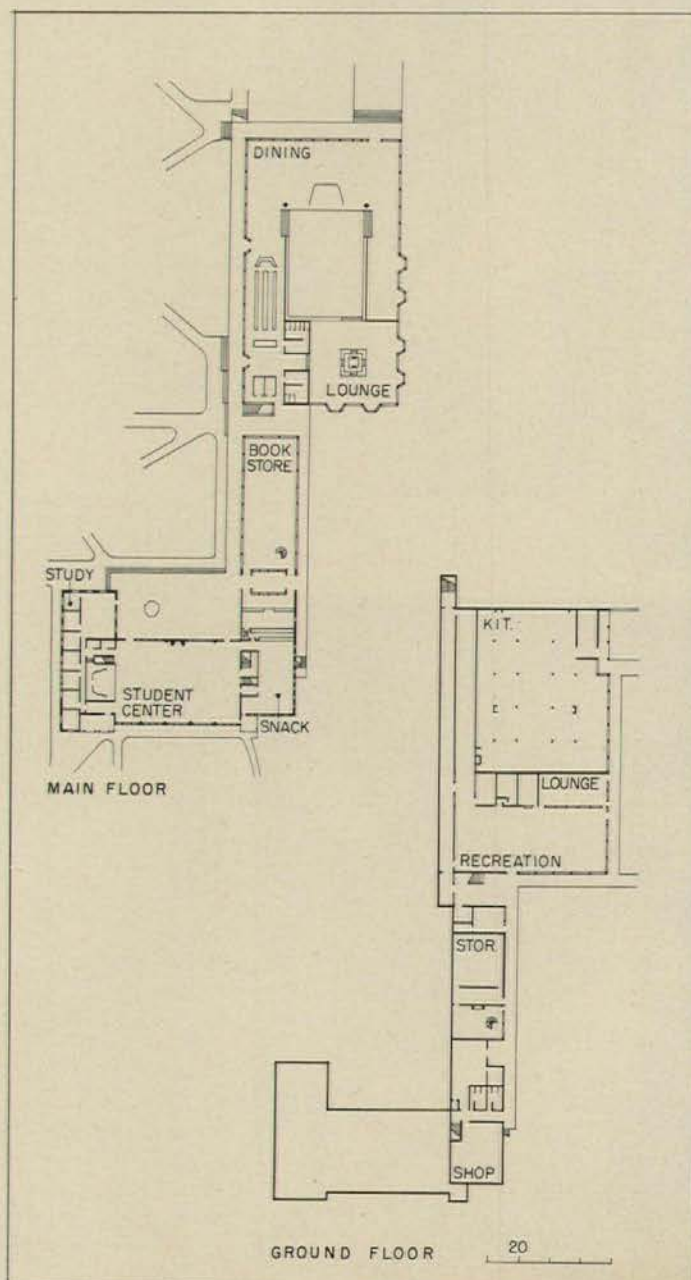 DINING
LOUNGE
BOOK
STORE
STUDY
STUDENT
CENTER
SNACK
MAIN FLOOR
KIT.
LOUNGE
RECREATION
STOR.
SHOP
GROUND FLOOR
20